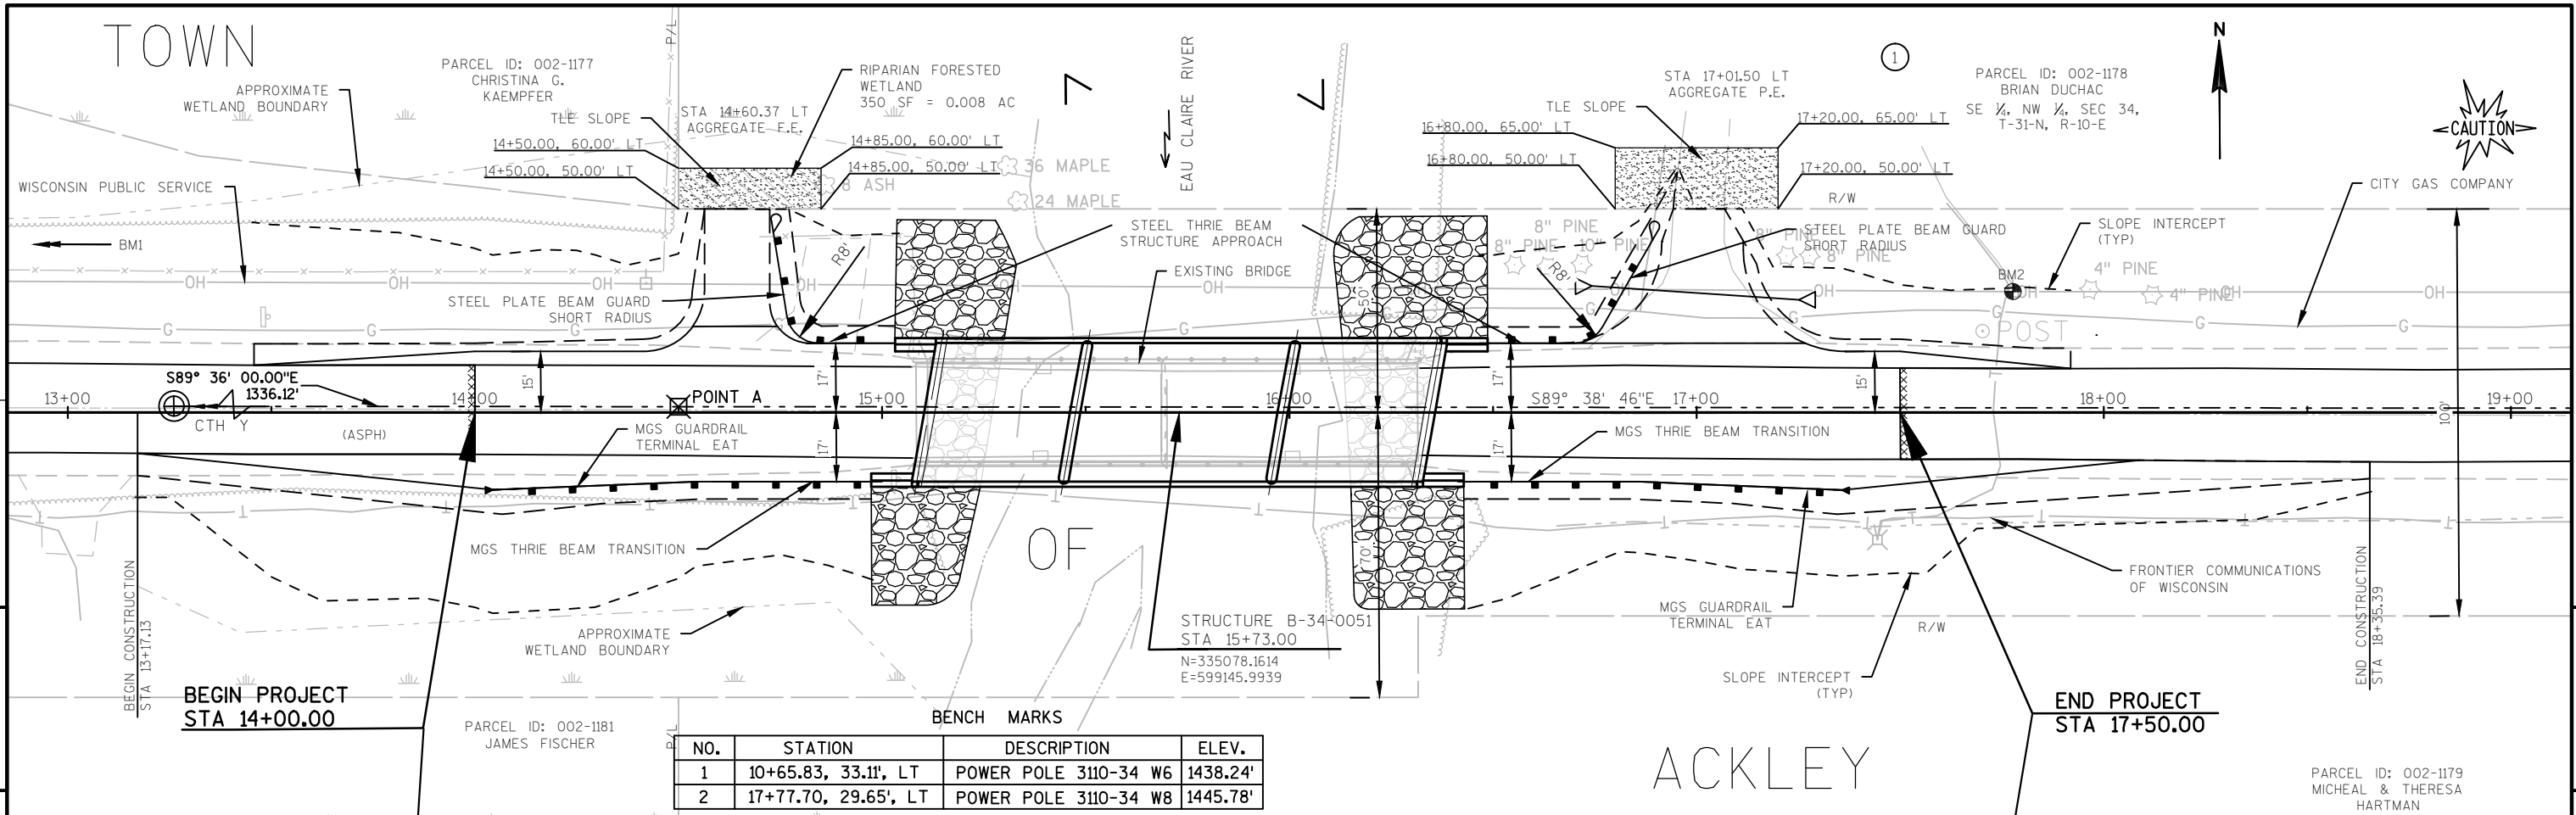 TOWN
APPROXIMATE
WETLAND BOUNDARY
PARCEL ID: 002-1177
CHRISTINA G.
KAEMPFER
P/L
STA 14+60.37 LT
AGGREGATE F.E.
TLE SLOPE
RIPARIAN FORESTED
WETLAND
350 SF = 0.008 AC
14+50.00, 60.00' LT
14+50.00, 50.00' LT
14+85.00, 60.00' LT
14+85.00, 50.00' LT
8 ASH
36 MAPLE
24 MAPLE
EAU CLAIRE RIVER
STA 17+01.50 LT
AGGREGATE P.E.
TLE SLOPE
16+80.00, 65.00' LT
16+80.00, 50.00' LT
17+20.00, 65.00' LT
17+20.00, 50.00' LT
R/W
1
PARCEL ID: 002-1178
BRIAN DUCHAC
SE ¼, NW ¼, SEC 34,
T-31-N, R-10-E
N
CAUTION
WISCONSIN PUBLIC SERVICE
BM1
CITY GAS COMPANY
STEEL THRIE BEAM
STRUCTURE APPROACH
EXISTING BRIDGE
STEEL PLATE BEAM GUARD
SHORT RADIUS
R8'
8" PINE
8" PINE
10" PINE
R8'
STEEL PLATE BEAM GUARD
SHORT RADIUS
8" PINE
8" PINE
SLOPE INTERCEPT
(TYP)
BM2
4" PINE
4" PINE
OH OH OH OH OH OH OH OH OH
G G G G G G G G
POST
50'
S89° 36' 00.00"E
1336.12'
15'
17'
17'
15'
100'
POINT A
13+00
14+00
15+00
16+00
S89° 38' 46"E
17+00
18+00
19+00
CTH Y
(ASPH)
MGS GUARDRAIL
TERMINAL EAT
17'
17'
MGS THRIE BEAM TRANSITION
MGS THRIE BEAM TRANSITION
OF
70'
FRONTIER COMMUNICATIONS
OF WISCONSIN
BEGIN CONSTRUCTION
STA 13+17.13
APPROXIMATE
WETLAND BOUNDARY
STRUCTURE B-34-0051
STA 15+73.00
N=335078.1614
E=599145.9939
MGS GUARDRAIL
TERMINAL EAT
R/W
SLOPE INTERCEPT
(TYP)
END CONSTRUCTION
STA 18+35.39
BEGIN PROJECT
STA 14+00.00
END PROJECT
STA 17+50.00
PARCEL ID: 002-1181
JAMES FISCHER
P/L
BENCH MARKS
NO. STATION DESCRIPTION ELEV.
1 10+65.83, 33.11', LT POWER POLE 3110-34 W6 1438.24'
2 17+77.70, 29.65', LT POWER POLE 3110-34 W8 1445.78'
ACKLEY
PARCEL ID: 002-1179
MICHEAL & THERESA
HARTMAN